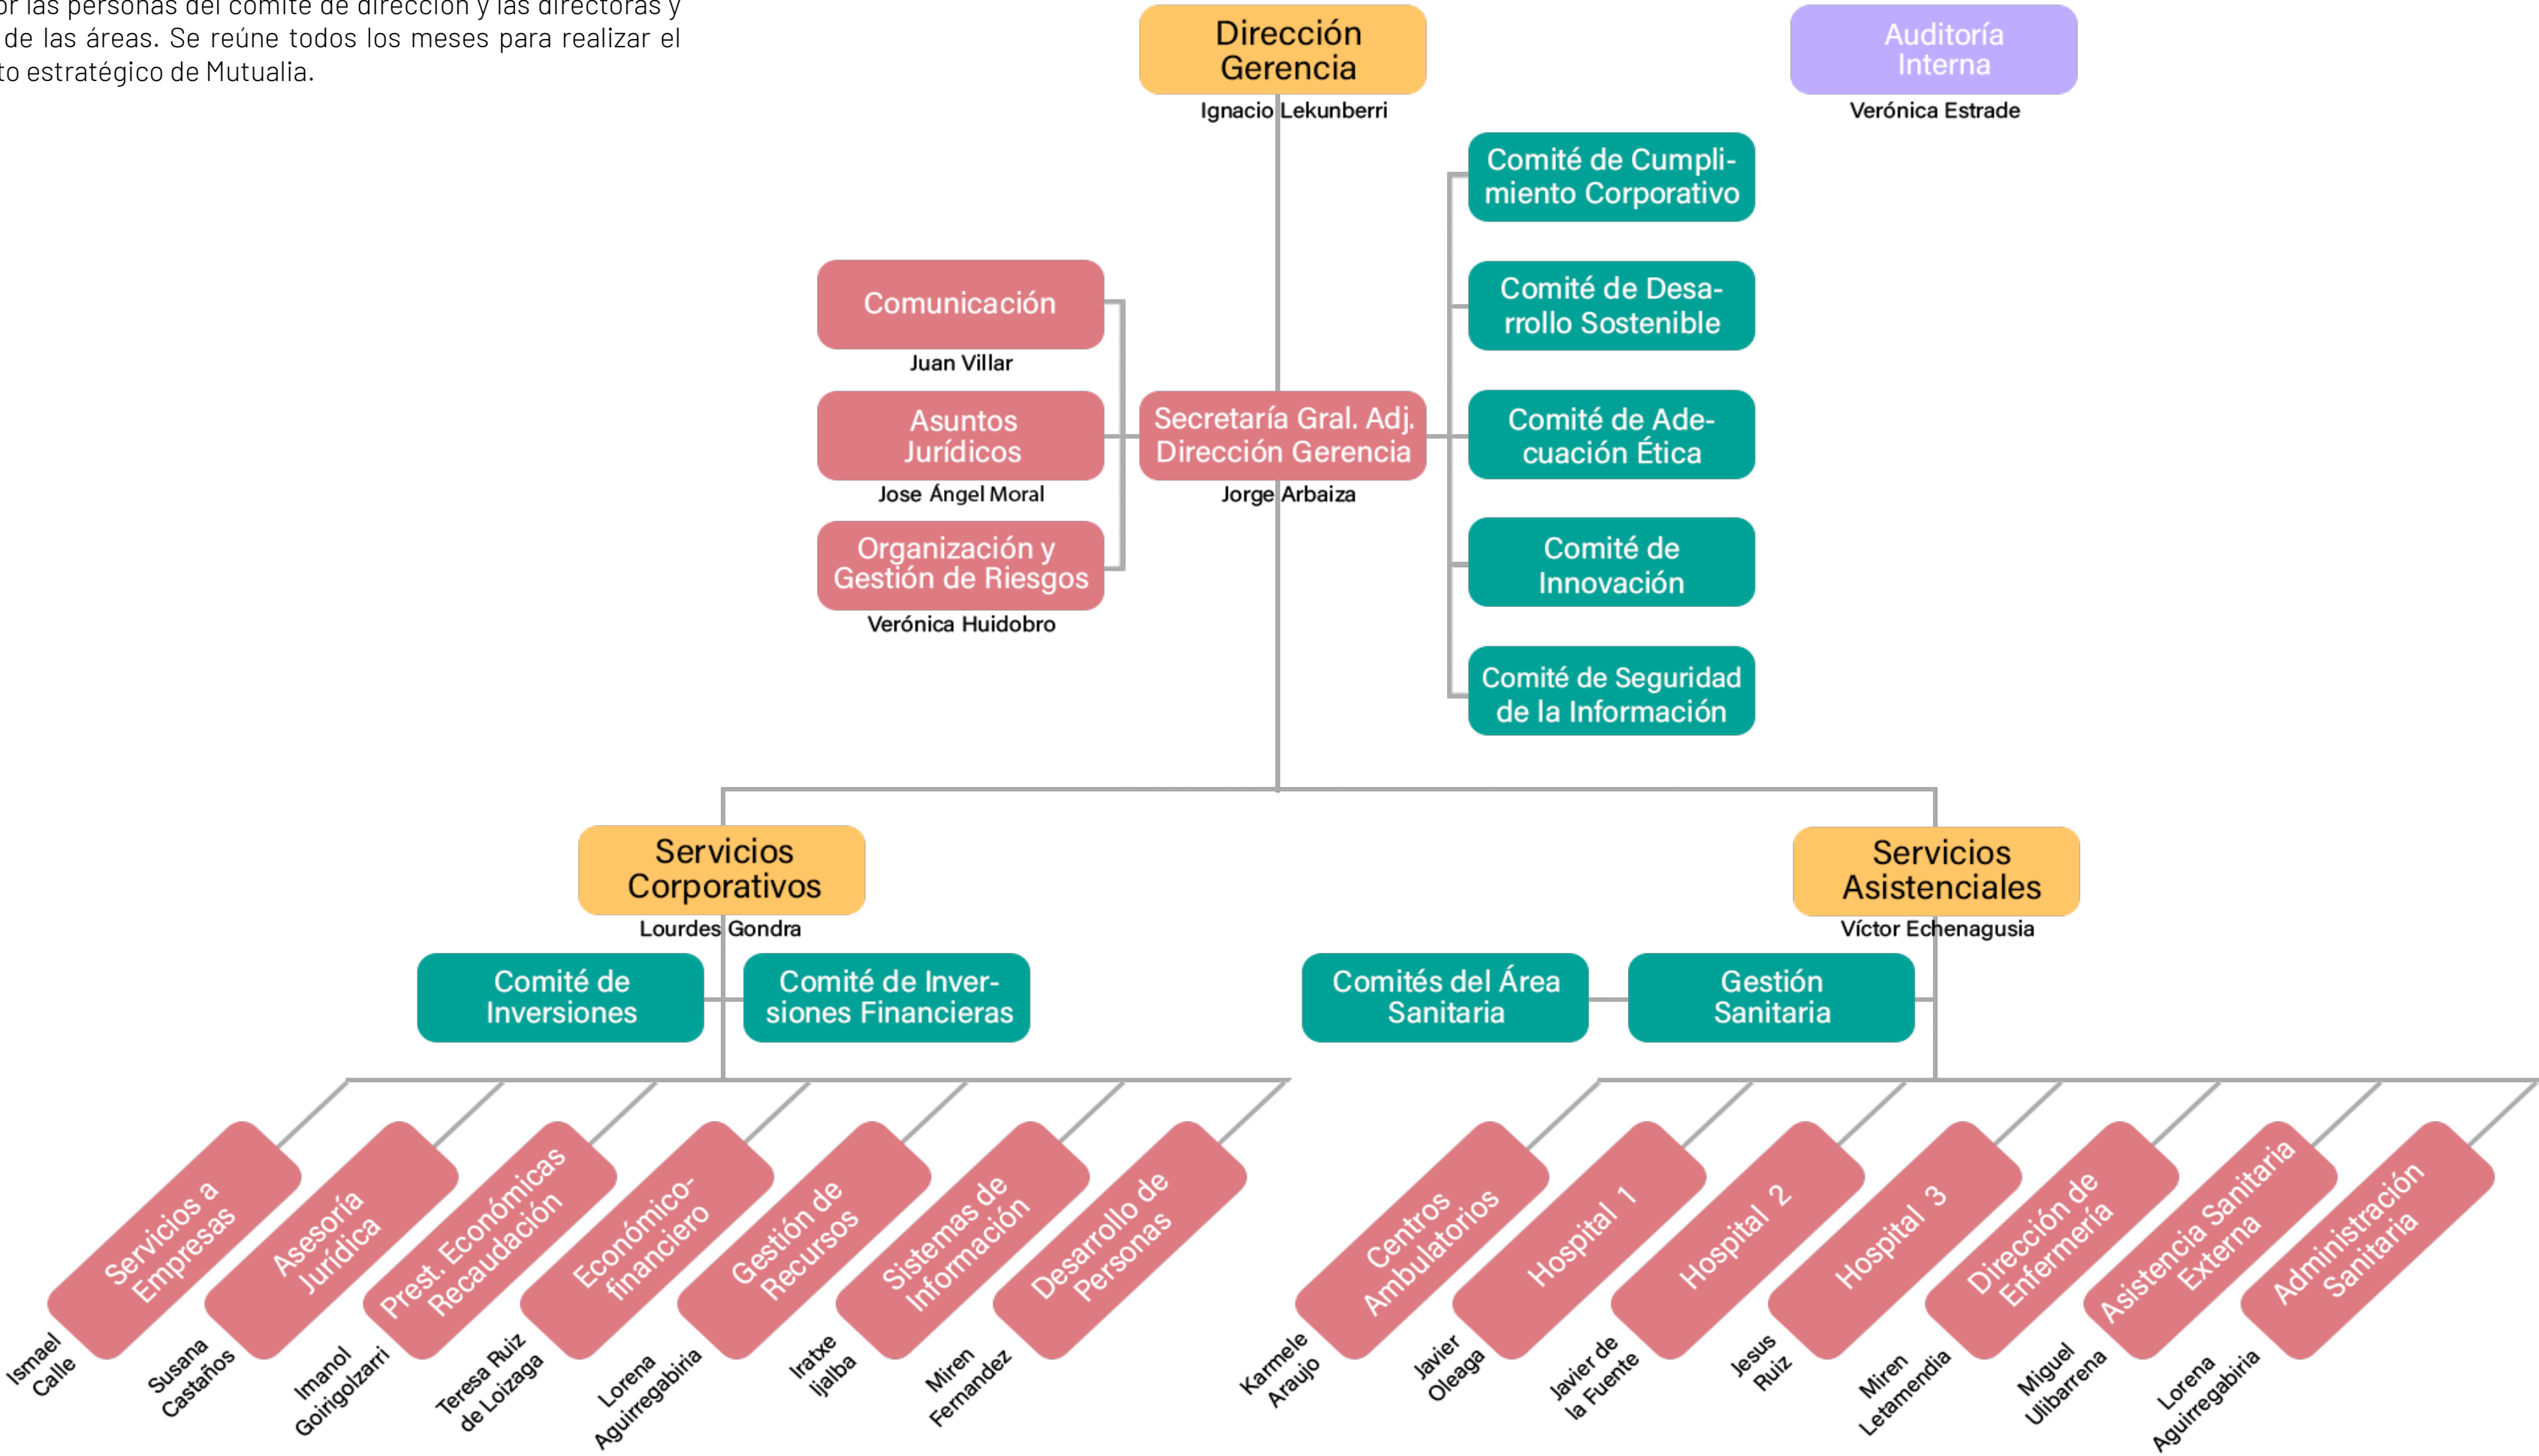 or las personas del comité de dirección y las directoras y
de las áreas. Se reúne todos los meses para realizar el
to estratégico de Mutualia.
Dirección
Gerencia
Ignacio Lekunberri
Auditoría
Interna
Verónica Estrade
Comité de Cumpli-
miento Corporativo
Comité de Desa-
rrollo Sostenible
Comunicación
Juan Villar
Asuntos
Jurídicos
Jose Ángel Moral
Secretaría Gral. Adj.
Dirección Gerencia
Jorge Arbaiza
Comité de Ade-
cuación Ética
Organización y
Gestión de Riesgos
Verónica Huidobro
Comité de
Innovación
Comité de Seguridad
de la Información
Servicios
Corporativos
Lourdes Gondra
Servicios
Asistenciales
Víctor Echenagusia
Comité de
Inversiones
Comité de Inver-
siones Financieras
Comités del Área
Sanitaria
Gestión
Sanitaria
Servicios a
Empresas
Ismael
Calle
Asesoría
Jurídica
Susana
Castaños
Prest. Económicas
Recaudación
Imanol
Goirigolzarri
Económico-
financiero
Teresa Ruiz
de Loizaga
Gestión de
Recursos
Lorena
Aguirregabiria
Sistemas de
Información
Iratxe
Ijalba
Desarrollo de
Personas
Miren
Fernandez
Centros
Ambulatorios
Karmele
Araujo
Hospital 1
Javier
Oleaga
Hospital 2
Javier de
la Fuente
Hospital 3
Jesus
Ruiz
Dirección de
Enfermería
Miren
Letamendia
Asistencia Sanitaria
Externa
Miguel
Ulibarrena
Administración
Sanitaria
Lorena
Aguirregabiria